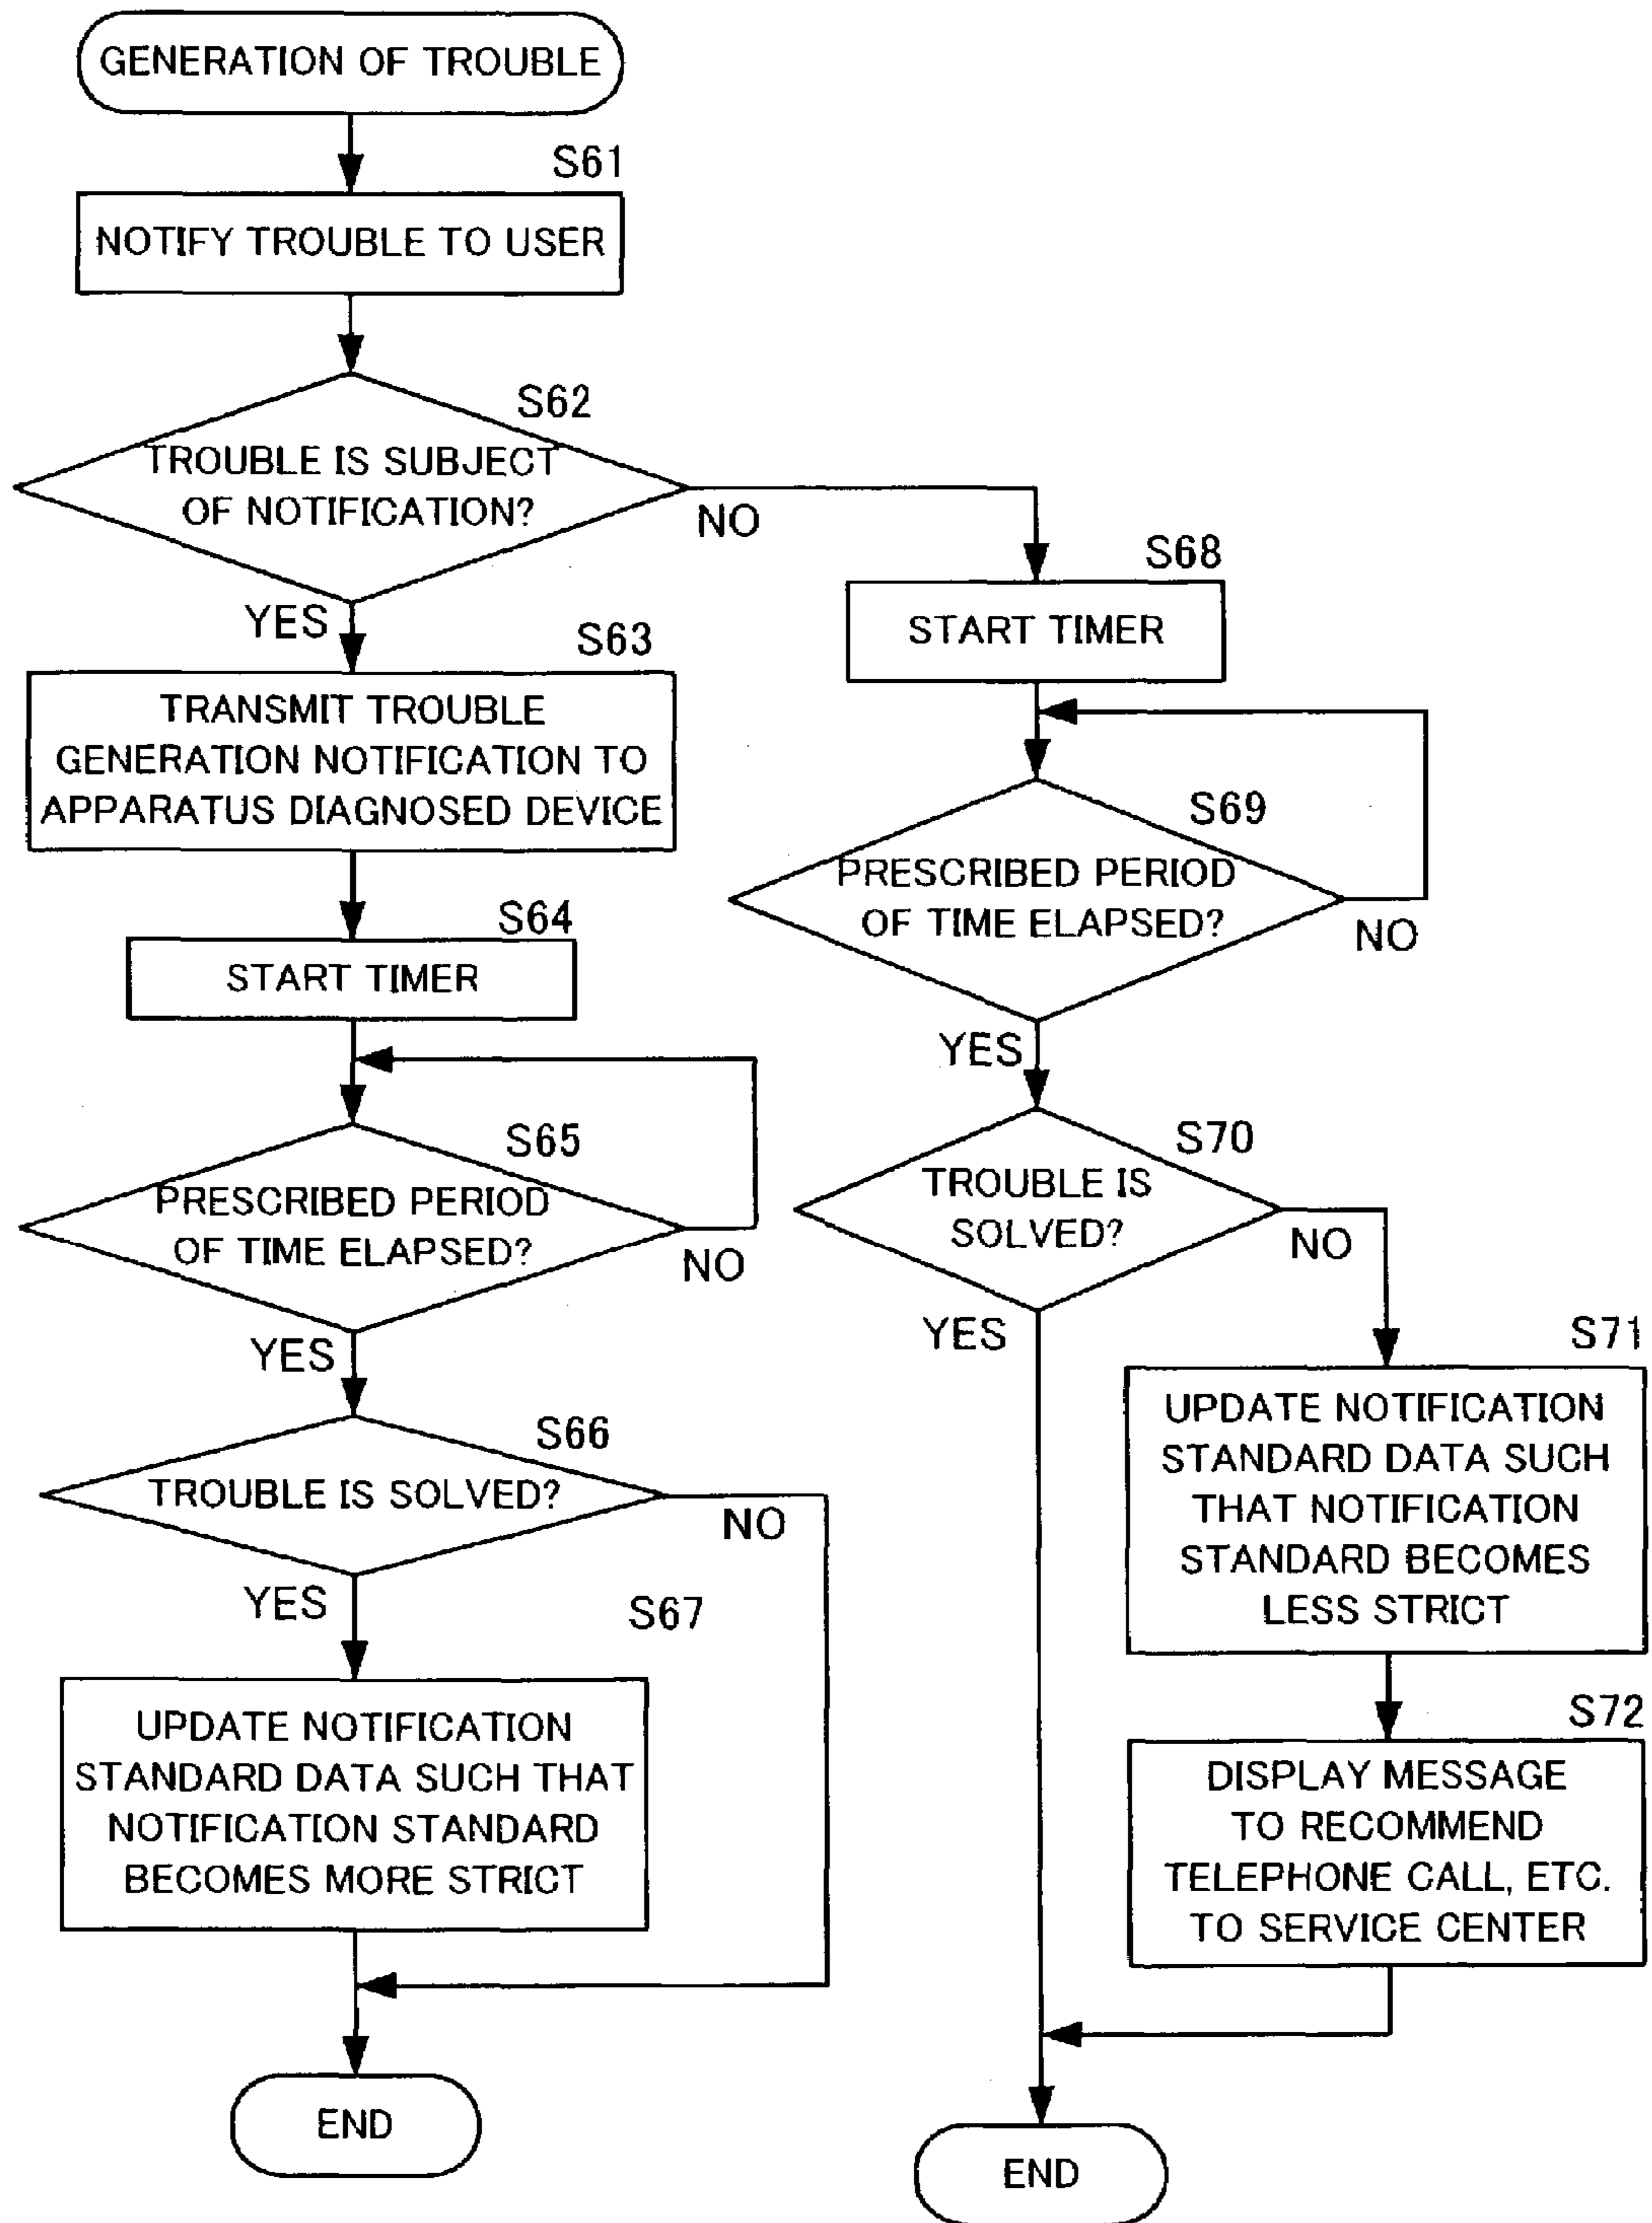 GENERATION OF TROUBLE
S61
NOTIFY TROUBLE TO USER
S62
TROUBLE IS SUBJECT
OF NOTIFICATION?
NO
YES
S63
TRANSMIT TROUBLE
GENERATION NOTIFICATION TO
APPARATUS DIAGNOSED DEVICE
S64
START TIMER
S65
PRESCRIBED PERIOD
OF TIME ELAPSED?
NO
YES
S66
TROUBLE IS SOLVED?
NO
YES
S67
UPDATE NOTIFICATION
STANDARD DATA SUCH THAT
NOTIFICATION STANDARD
BECOMES MORE STRICT
END
S68
START TIMER
S69
PRESCRIBED PERIOD
OF TIME ELAPSED?
NO
YES
S70
TROUBLE IS
SOLVED?
NO
YES
S71
UPDATE NOTIFICATION
STANDARD DATA SUCH
THAT NOTIFICATION
STANDARD BECOMES
LESS STRICT
S72
DISPLAY MESSAGE
TO RECOMMEND
TELEPHONE CALL, ETC.
TO SERVICE CENTER
END